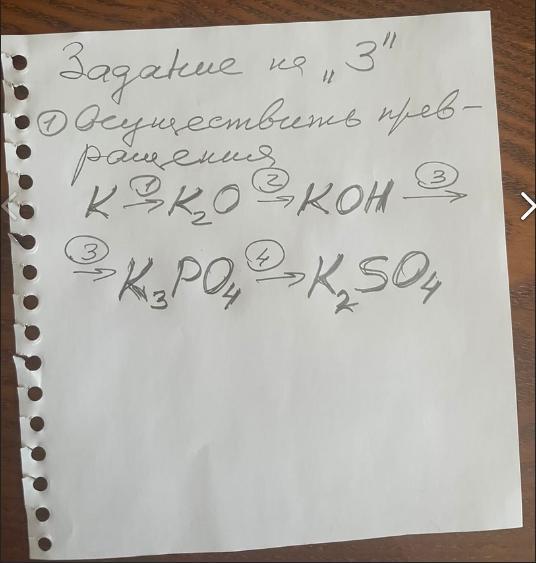 Задание на „3"
① Осуществить прев-
ращения
K ①→ K₂O ②→ KOH ③→
③→ K₃PO₄ ④→ K₂SO₄